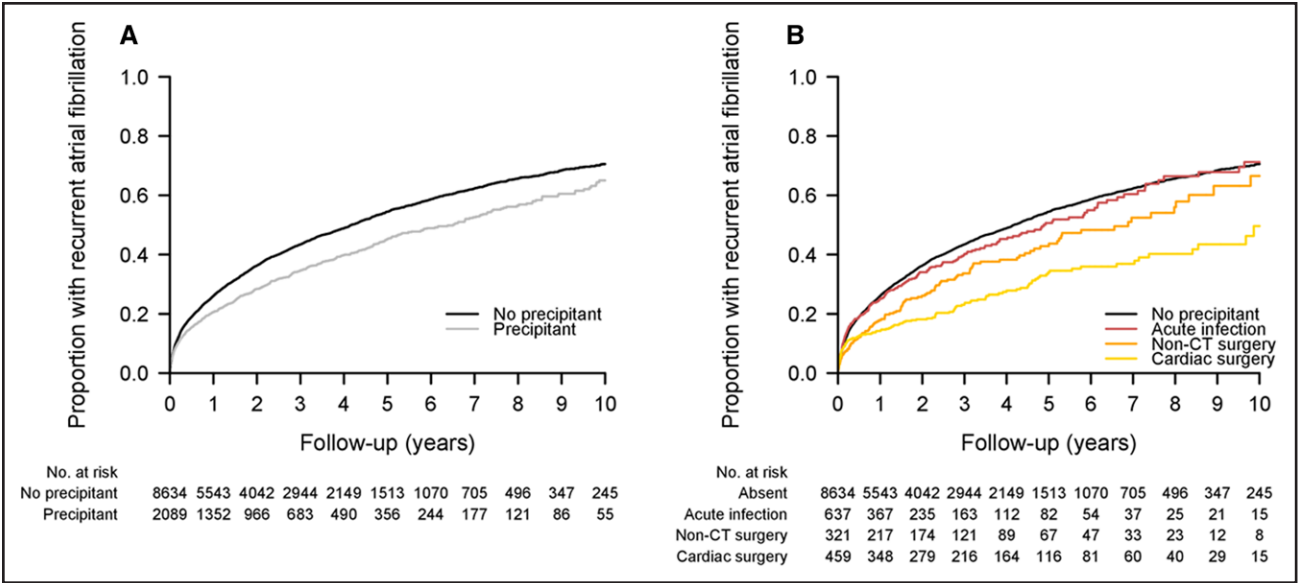 A
Proportion with recurrent atrial fibrillation
1.0
0.8
0.6
0.4
0.2
0.0
No precipitant
Precipitant
0 1 2 3 4 5 6 7 8 9 10
Follow-up (years)
No. at risk
No precipitant 8634 5543 4042 2944 2149 1513 1070 705 496 347 245
Precipitant 2089 1352 966 683 490 356 244 177 121 86 55
B
Proportion with recurrent atrial fibrillation
1.0
0.8
0.6
0.4
0.2
0.0
No precipitant
Acute infection
Non-CT surgery
Cardiac surgery
0 1 2 3 4 5 6 7 8 9 10
Follow-up (years)
No. at risk
Absent 8634 5543 4042 2944 2149 1513 1070 705 496 347 245
Acute infection 637 367 235 163 112 82 54 37 25 21 15
Non-CT surgery 321 217 174 121 89 67 47 33 23 12 8
Cardiac surgery 459 348 279 216 164 116 81 60 40 29 15